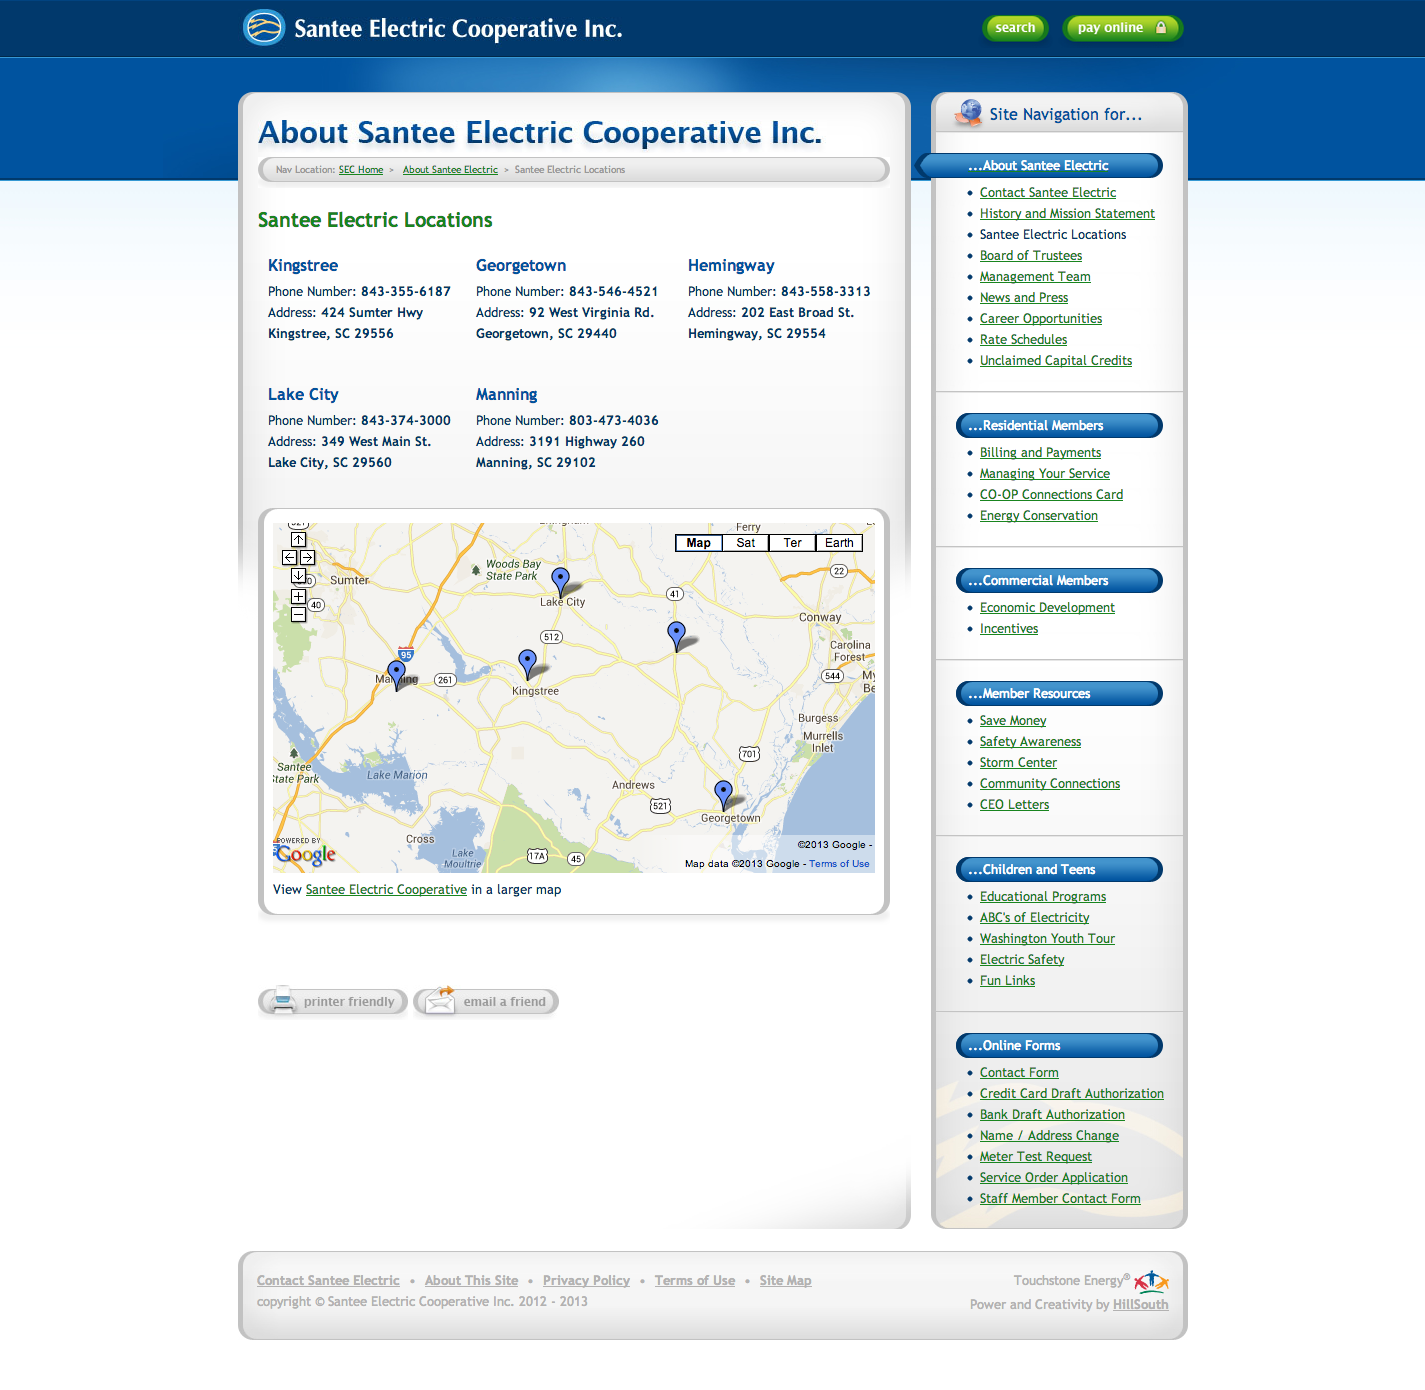 Santee Electric Cooperative Inc.
search
pay online
About Santee Electric Cooperative Inc.
Nav Location: SEC Home > About Santee Electric > Santee Electric Locations
Santee Electric Locations
Kingstree
Phone Number: 843-355-6187
Address: 424 Sumter Hwy
Kingstree, SC 29556
Georgetown
Phone Number: 843-546-4521
Address: 92 West Virginia Rd.
Georgetown, SC 29440
Hemingway
Phone Number: 843-558-3313
Address: 202 East Broad St.
Hemingway, SC 29554
Lake City
Phone Number: 843-374-3000
Address: 349 West Main St.
Lake City, SC 29560
Manning
Phone Number: 803-473-4036
Address: 3191 Highway 260
Manning, SC 29102
Ferry
Map
Sat
Ter
Earth
Woods Bay
State Park
Sumter
22
40
Lake City
41
Conway
512
Carolina
Forest
95
Manning
261
Kingstree
544
My
Be
Burgess
Murrells
Inlet
701
Santee
State Park
Lake Marion
Andrews
521
Georgetown
Cross
Lake
Moultrie
17A
45
POWERED BY
Google
©2013 Google -
Map data ©2013 Google - Terms of Use
View Santee Electric Cooperative in a larger map
printer friendly
email a friend
Site Navigation for...
...About Santee Electric
• Contact Santee Electric
• History and Mission Statement
• Santee Electric Locations
• Board of Trustees
• Management Team
• News and Press
• Career Opportunities
• Rate Schedules
• Unclaimed Capital Credits
...Residential Members
• Billing and Payments
• Managing Your Service
• CO-OP Connections Card
• Energy Conservation
...Commercial Members
• Economic Development
• Incentives
...Member Resources
• Save Money
• Safety Awareness
• Storm Center
• Community Connections
• CEO Letters
...Children and Teens
• Educational Programs
• ABC's of Electricity
• Washington Youth Tour
• Electric Safety
• Fun Links
...Online Forms
• Contact Form
• Credit Card Draft Authorization
• Bank Draft Authorization
• Name / Address Change
• Meter Test Request
• Service Order Application
• Staff Member Contact Form
Contact Santee Electric • About This Site • Privacy Policy • Terms of Use • Site Map
copyright © Santee Electric Cooperative Inc. 2012 - 2013
Touchstone Energy®
Power and Creativity by HillSouth